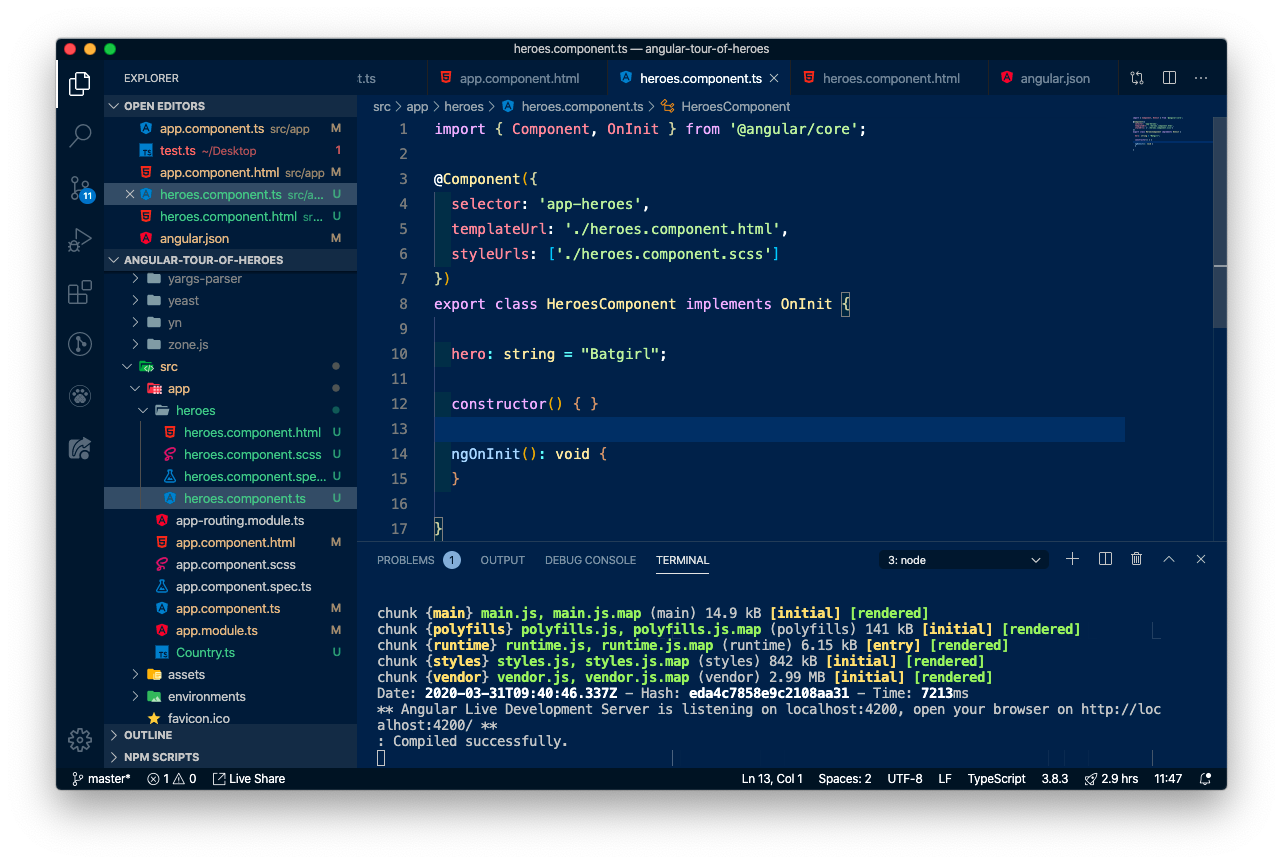 heroes.component.ts — angular-tour-of-heroes
EXPLORER
OPEN EDITORS
app.component.ts src/app M
test.ts ~/Desktop 1
app.component.html src/app M
heroes.component.ts src/a... U
heroes.component.html sr... U
angular.json M
ANGULAR-TOUR-OF-HEROES
yargs-parser
yeast
yn
zone.js
src
app
heroes
heroes.component.html U
heroes.component.scss U
heroes.component.spe... U
heroes.component.ts U
app-routing.module.ts
app.component.html M
app.component.scss
app.component.spec.ts
app.component.ts M
app.module.ts M
Country.ts U
assets
environments
favicon.ico
OUTLINE
NPM SCRIPTS
11
t.ts app.component.html heroes.component.ts heroes.component.html angular.json ...
src > app > heroes > heroes.component.ts > HeroesComponent
1 import { Component, OnInit } from '@angular/core';
2
3 @Component({
4 selector: 'app-heroes',
5 templateUrl: './heroes.component.html',
6 styleUrls: ['./heroes.component.scss']
7 })
8 export class HeroesComponent implements OnInit {
9
10 hero: string = "Batgirl";
11
12 constructor() { }
13
14 ngOnInit(): void {
15 }
16
17 }
PROBLEMS 1 OUTPUT DEBUG CONSOLE TERMINAL 3: node
chunk {main} main.js, main.js.map (main) 14.9 kB [initial] [rendered]
chunk {polyfills} polyfills.js, polyfills.js.map (polyfills) 141 kB [initial] [rendered]
chunk {runtime} runtime.js, runtime.js.map (runtime) 6.15 kB [entry] [rendered]
chunk {styles} styles.js, styles.js.map (styles) 842 kB [initial] [rendered]
chunk {vendor} vendor.js, vendor.js.map (vendor) 2.99 MB [initial] [rendered]
Date: 2020-03-31T09:40:46.337Z - Hash: eda4c7858e9c2108aa31 - Time: 7213ms
** Angular Live Development Server is listening on localhost:4200, open your browser on http://loc
alhost:4200/ **
: Compiled successfully.
master* 1 0 Live Share Ln 13, Col 1 Spaces: 2 UTF-8 LF TypeScript 3.8.3 2.9 hrs 11:47